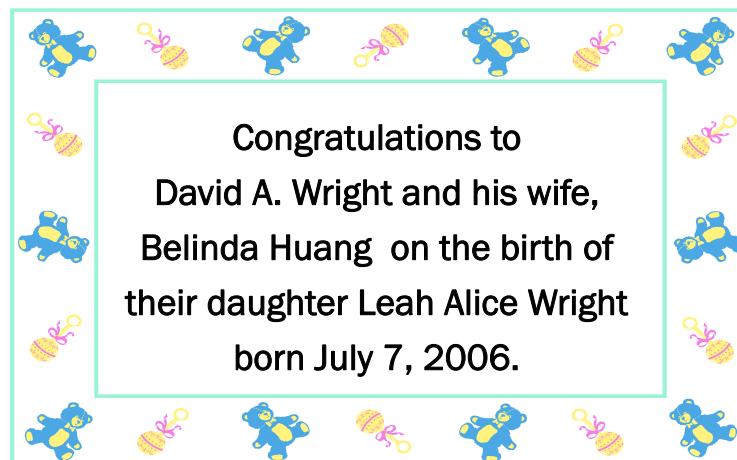 Congratulations to
David A. Wright and his wife,
Belinda Huang  on the birth of
their daughter Leah Alice Wright
born July 7, 2006.